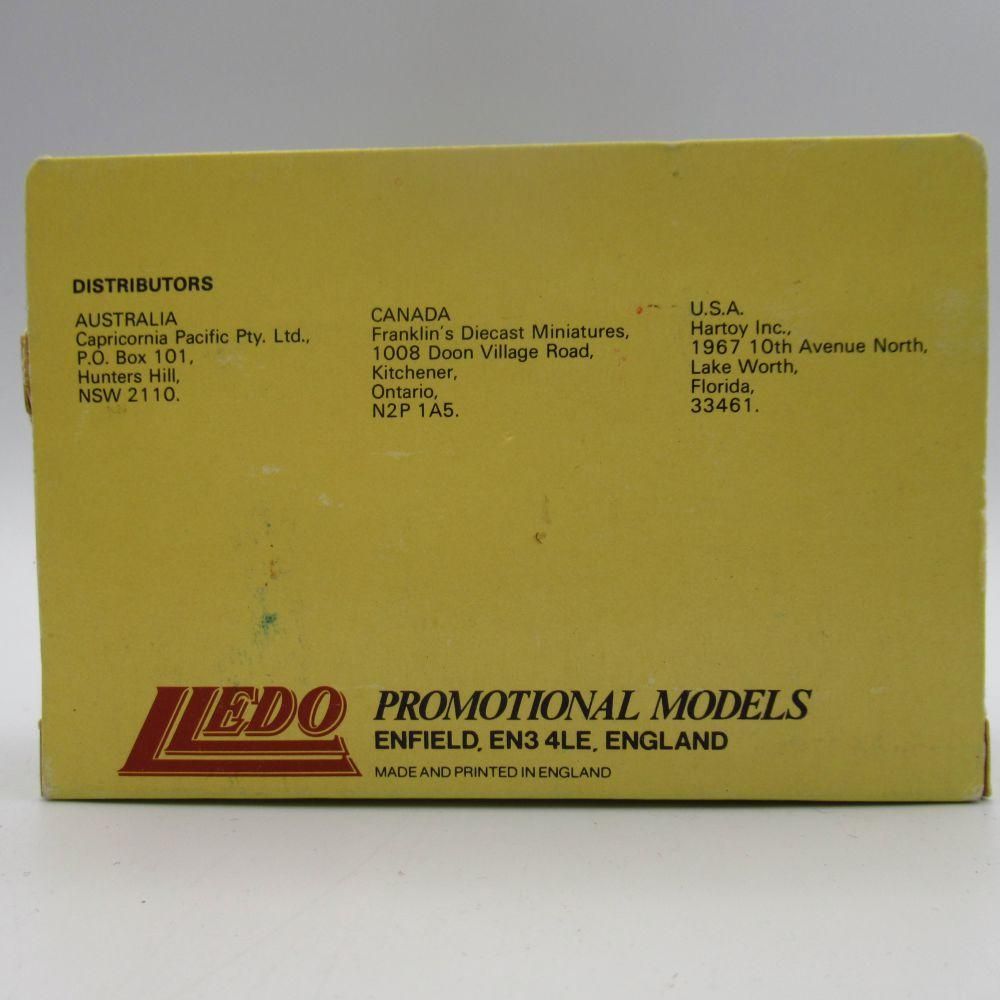 DISTRIBUTORS
AUSTRALIA
Capricornia Pacific Pty. Ltd.,
P.O. Box 101,
Hunters Hill,
NSW 2110.
CANADA
Franklin's Diecast Miniatures,
1008 Doon Village Road,
Kitchener,
Ontario,
N2P 1A5.
U.S.A.
Hartoy Inc.,
1967 10th Avenue North,
Lake Worth,
Florida,
33461.
LLEDO
PROMOTIONAL MODELS
ENFIELD, EN3 4LE, ENGLAND
MADE AND PRINTED IN ENGLAND